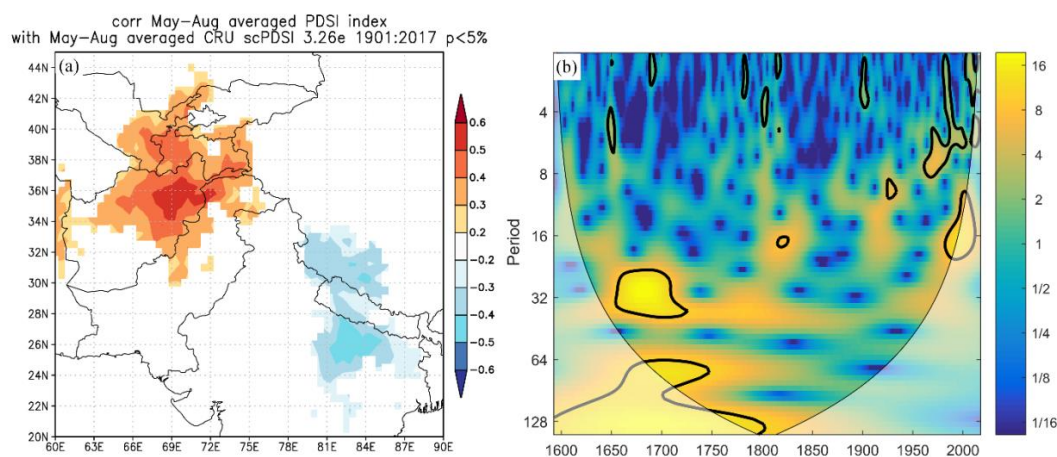 corr May-Aug averaged PDSI index
with May-Aug averaged CRU scPDSI 3.26e 1901:2017 p<5%
(a)
44N
42N
40N
38N
36N
34N
32N
30N
28N
26N
24N
22N
20N
60E 63E 66E 69E 72E 75E 78E 81E 84E 87E 90E
0.6
0.5
0.4
0.3
0.2
-0.2
-0.3
-0.4
-0.5
-0.6
(b)
Period
4
8
16
32
64
128
1600 1650 1700 1750 1800 1850 1900 1950 2000
16
8
4
2
1
1/2
1/4
1/8
1/16